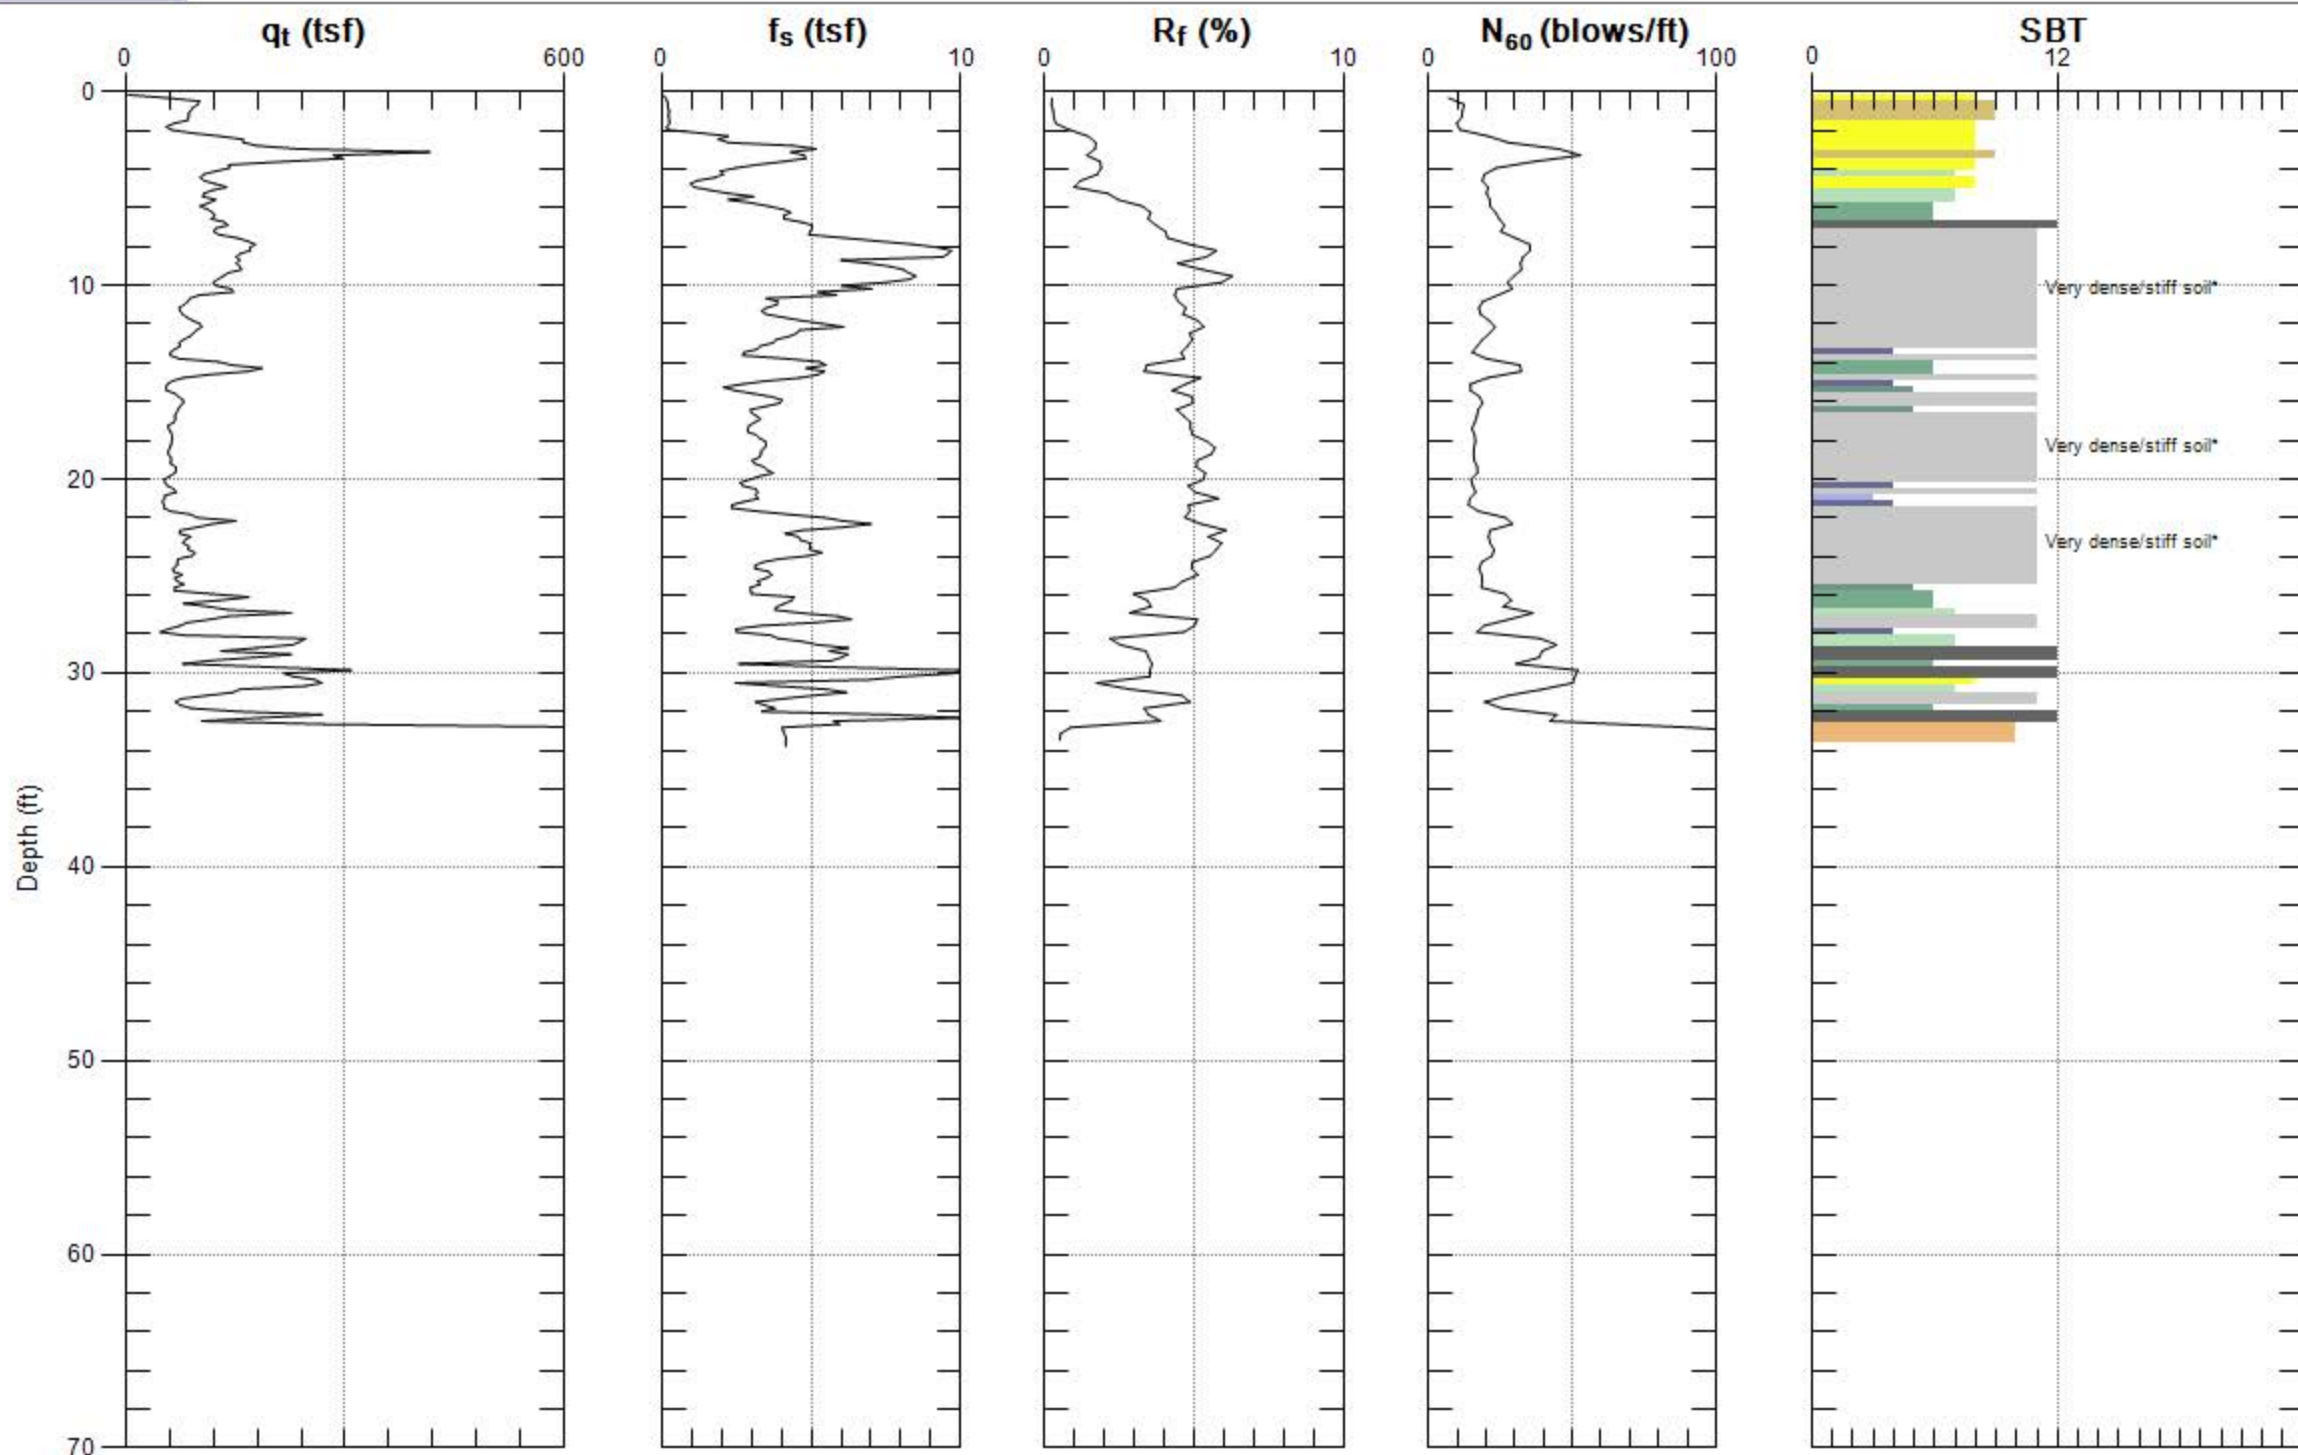 qt (tsf) fs (tsf) Rf (%) N60 (blows/ft) SBT
0 600 0 10 0 10 0 100 0 12
0
10
Very dense/stiff soil*
Very dense/stiff soil*
20
Very dense/stiff soil*
30
Depth (ft)
40
50
60
70